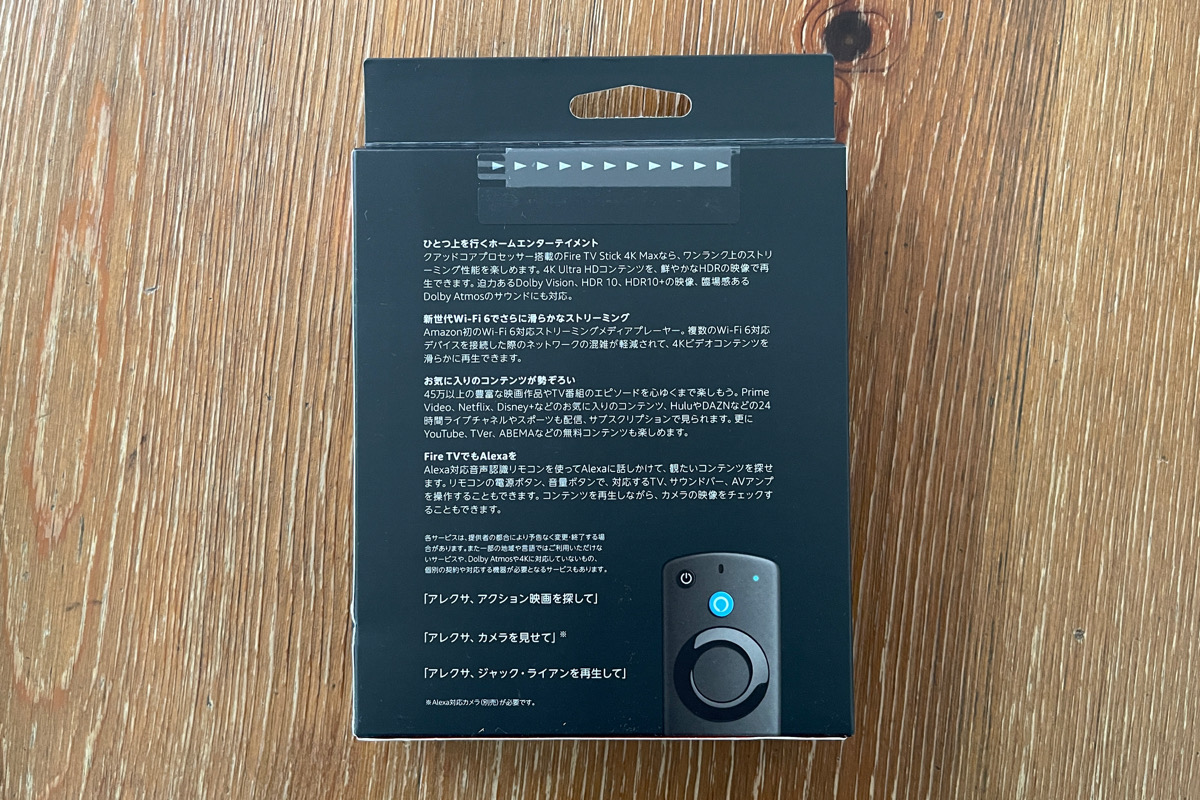 ひとつ上を行くホームエンターテイメント
クアッドコアプロセッサー搭載のFire TV Stick 4K Maxなら、ワンランク上のストリ
ーミング性能を楽しめます。4K Ultra HDコンテンツを、鮮やかなHDRの映像で再
生できます。迫力あるDolby Vision、HDR 10、HDR10+の映像、臨場感ある
Dolby Atmosのサウンドにも対応。
新世代Wi-Fi 6でさらに滑らかなストリーミング
Amazon初のWi-Fi 6対応ストリーミングメディアプレーヤー。複数のWi-Fi 6対応
デバイスを接続した際のネットワークの混雑が軽減されて、4Kビデオコンテンツを
滑らかに再生できます。
お気に入りのコンテンツが勢ぞろい
45万以上の豊富な映画作品やTV番組のエピソードを心ゆくまで楽しもう。Prime
Video、Netflix、Disney+などのお気に入りのコンテンツ、HuluやDAZNなどの24
時間ライブチャネルやスポーツも配信、サブスクリプションで見られます。更に
YouTube、TVer、ABEMAなどの無料コンテンツも楽しめます。
Fire TVでもAlexaを
Alexa対応音声認識リモコンを使ってAlexaに話しかけて、観たいコンテンツを探せ
ます。リモコンの電源ボタン、音量ボタンで、対応するTV、サウンドバー、AVアンプ
を操作することもできます。コンテンツを再生しながら、カメラの映像をチェックす
ることもできます。
各サービスは、提供者の都合により予告なく変更・終了する場
合があります。また一部の地域や言語ではご利用いただけな
いサービスや、Dolby Atmosや4Kに対応していないもの、
個別の契約や対応する機器が必要となるサービスもあります。
「アレクサ、アクション映画を探して」
「アレクサ、カメラを見せて」※
「アレクサ、ジャック・ライアンを再生して」
※Alexa対応カメラ（別売）が必要です。